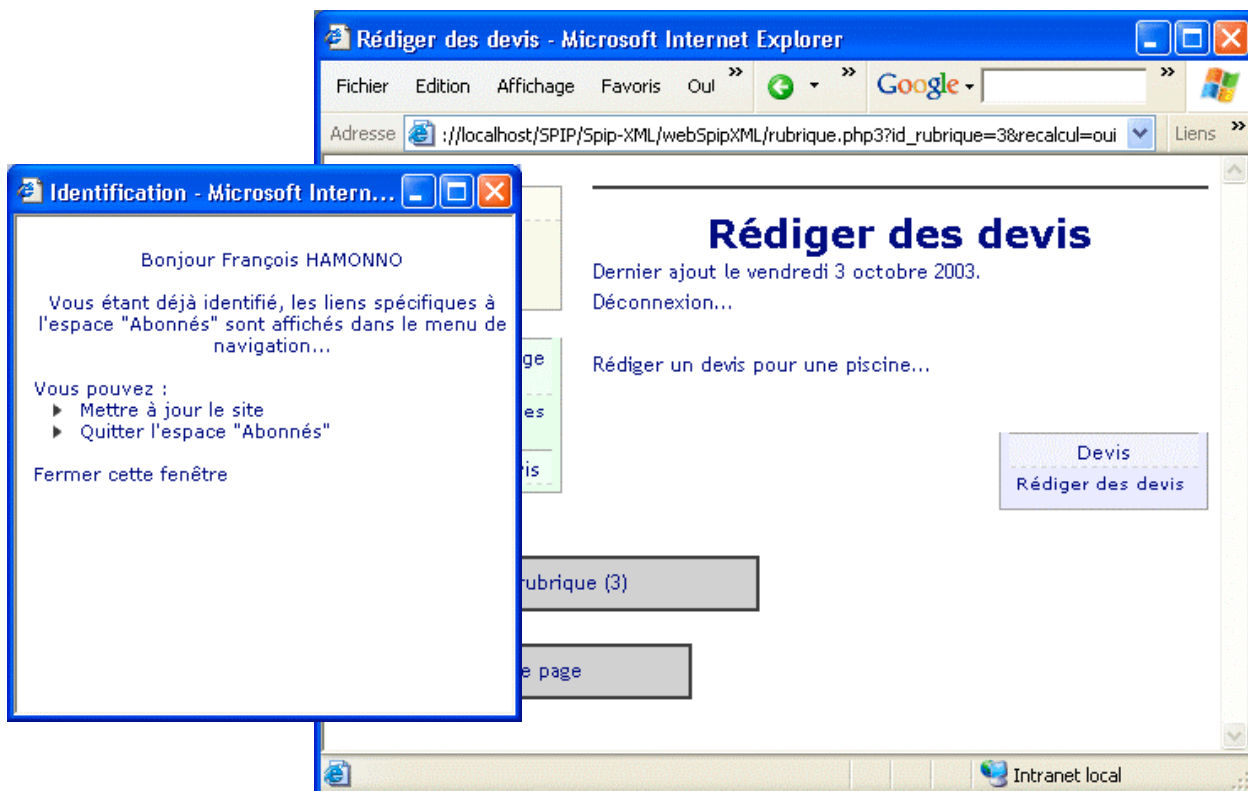 Rédiger des devis - Microsoft Internet Explorer
Fichier Edition Affichage Favoris Oul » » Google »
Adresse ://localhost/SPIP/Spip-XML/webSpipXML/rubrique.php3?id_rubrique=3&recalcul=oui Liens »
Identification - Microsoft Intern...
Bonjour François HAMONNO
Vous étant déjà identifié, les liens spécifiques à
l'espace "Abonnés" sont affichés dans le menu de
navigation...
Vous pouvez :
Mettre à jour le site
Quitter l'espace "Abonnés"
Fermer cette fenêtre
Rédiger des devis
Dernier ajout le vendredi 3 octobre 2003.
Déconnexion...
Rédiger un devis pour une piscine...
ge
es
is
Devis
Rédiger des devis
rubrique (3)
e page
Intranet local